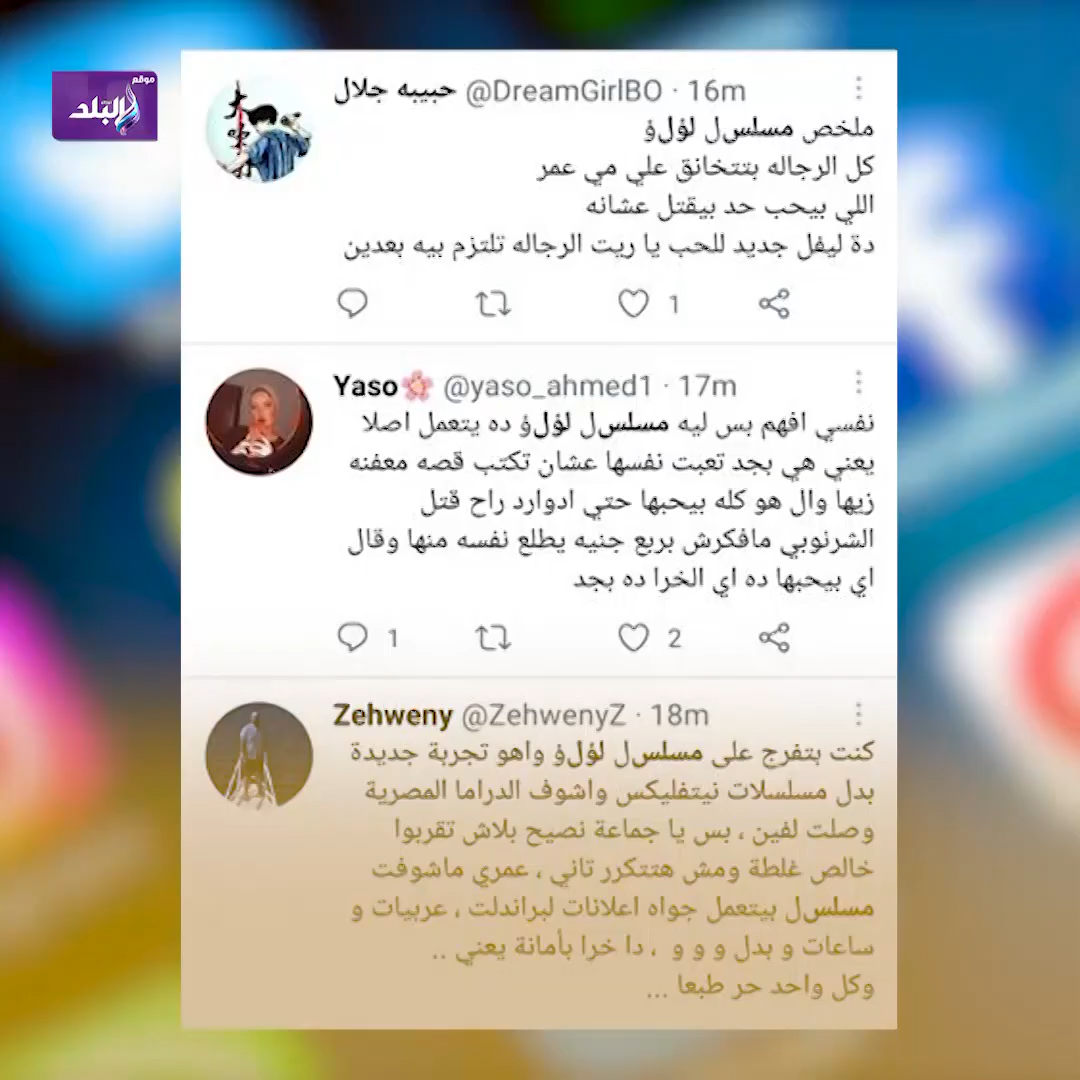 موقع
صدى البلد
حبيبه جلال @DreamGirlBO · 16m
ملخص مسلسل لؤلؤ
كل الرجاله بتتخانق علي مي عمر
اللي بيحب حد بيقتل عشانه
دة ليفل جديد للحب يا ريت الرجاله تلتزم بيه بعدين
1
Yaso🌸 @yaso_ahmed1 · 17m
نفسي افهم بس ليه مسلسل لؤلؤ ده يتعمل اصلا
يعني هي بجد تعبت نفسها عشان تكتب قصه معفنه
زيها وال هو كله بيحبها حتي ادوارد راح قتل
الشرنوبي مافكرش بربع جنيه يطلع نفسه منها وقال
اي بيحبها ده اي الخرا ده بجد
1 2
Zehweny @ZehwenyZ · 18m
كنت بتفرج على مسلسل لؤلؤ واهو تجربة جديدة
بدل مسلسلات نيتفليكس واشوف الدراما المصرية
وصلت لفين ، بس يا جماعة نصيح بلاش تقربوا
خالص غلطة ومش هتتكرر تاني ، عمري ماشوفت
مسلسل بيتعمل جواه اعلانات لبراندلت ، عربيات و
ساعات و بدل و و و ، دا خرا بأمانة يعني ..
وكل واحد حر طبعا ...